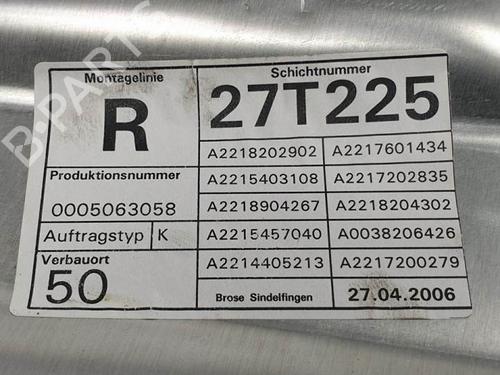 B-PARTS
Montagelinie
R
Schichtnummer
27T225
Produktionsnummer
0005063058
Auftragstyp K
Verbauort
50
A2218202902 A2217601434
A2215403108 A2217202835
A2218904267 A2218204302
A2215457040 A0038206426
A2214405213 A2217200279
Brose Sindelfingen 27.04.2006